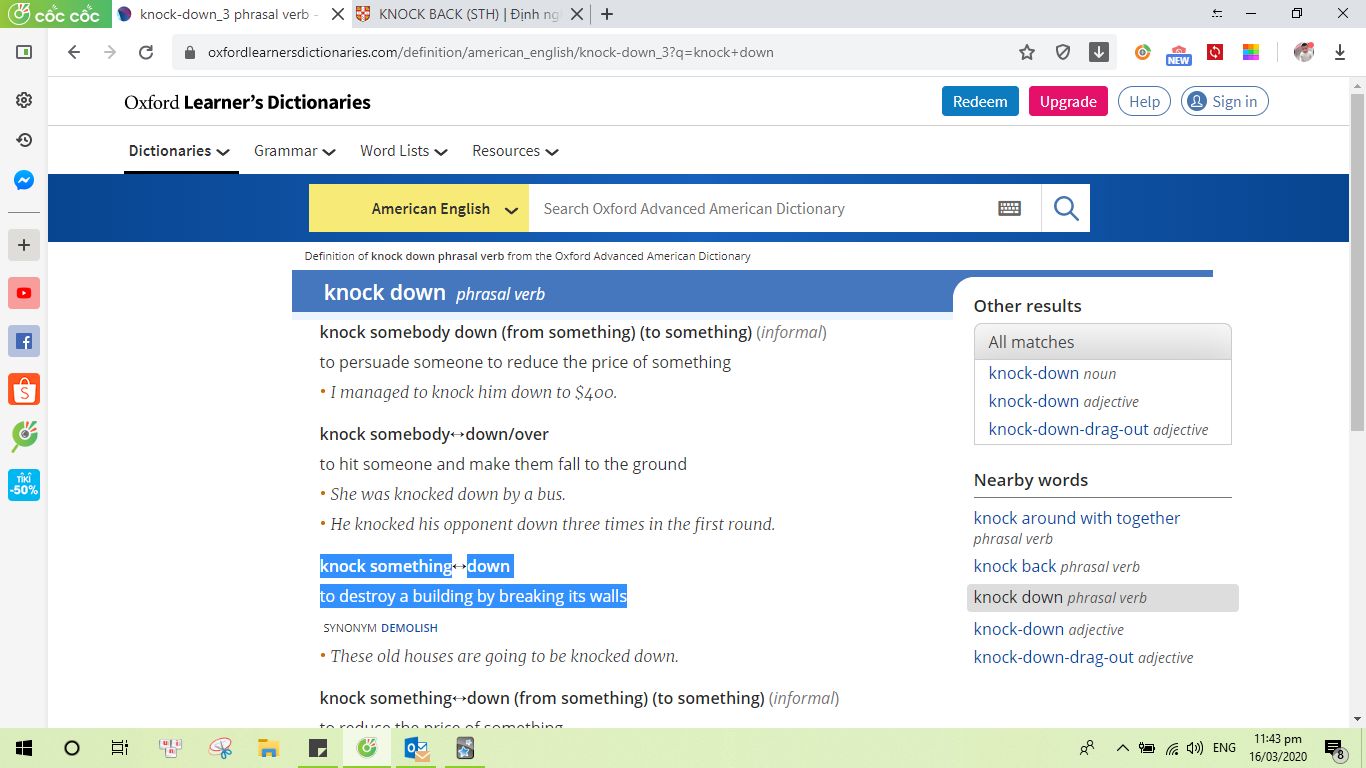 cốc cốc
knock-down_3 phrasal verb -
KNOCK BACK (STH) | Định ng
oxfordlearnersdictionaries.com/definition/american_english/knock-down_3?q=knock+down
NEW
Oxford Learner's Dictionaries
Redeem
Upgrade
Help
Sign in
Dictionaries
Grammar
Word Lists
Resources
American English
Search Oxford Advanced American Dictionary
Definition of knock down phrasal verb from the Oxford Advanced American Dictionary
knock down phrasal verb
knock somebody down (from something) (to something) (informal)
to persuade someone to reduce the price of something
• I managed to knock him down to $400.
knock somebody↔down/over
to hit someone and make them fall to the ground
• She was knocked down by a bus.
• He knocked his opponent down three times in the first round.
knock something↔down
to destroy a building by breaking its walls
SYNONYM DEMOLISH
• These old houses are going to be knocked down.
knock something↔down (from something) (to something) (informal)
to reduce the price of something
Other results
All matches
knock-down noun
knock-down adjective
knock-down-drag-out adjective
Nearby words
knock around with together
phrasal verb
knock back phrasal verb
knock down phrasal verb
knock-down adjective
knock-down-drag-out adjective
TIKI
-50%
ENG
11:43 pm
16/03/2020
8